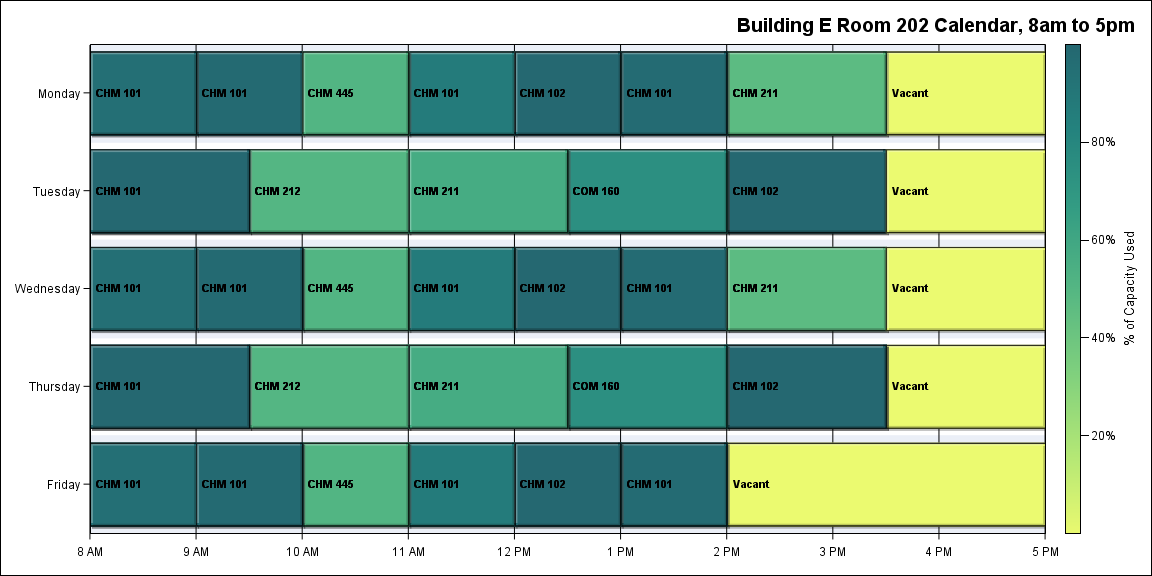 Building E Room 202 Calendar, 8am to 5pm
Monday CHM 101 CHM 101 CHM 445 CHM 101 CHM 102 CHM 101 CHM 211 Vacant
80%
Tuesday CHM 101 CHM 212 CHM 211 COM 160 CHM 102 Vacant
60%
Wednesday CHM 101 CHM 101 CHM 445 CHM 101 CHM 102 CHM 101 CHM 211 Vacant
% of Capacity Used
40%
Thursday CHM 101 CHM 212 CHM 211 COM 160 CHM 102 Vacant
20%
Friday CHM 101 CHM 101 CHM 445 CHM 101 CHM 102 CHM 101 Vacant
8 AM 9 AM 10 AM 11 AM 12 PM 1 PM 2 PM 3 PM 4 PM 5 PM